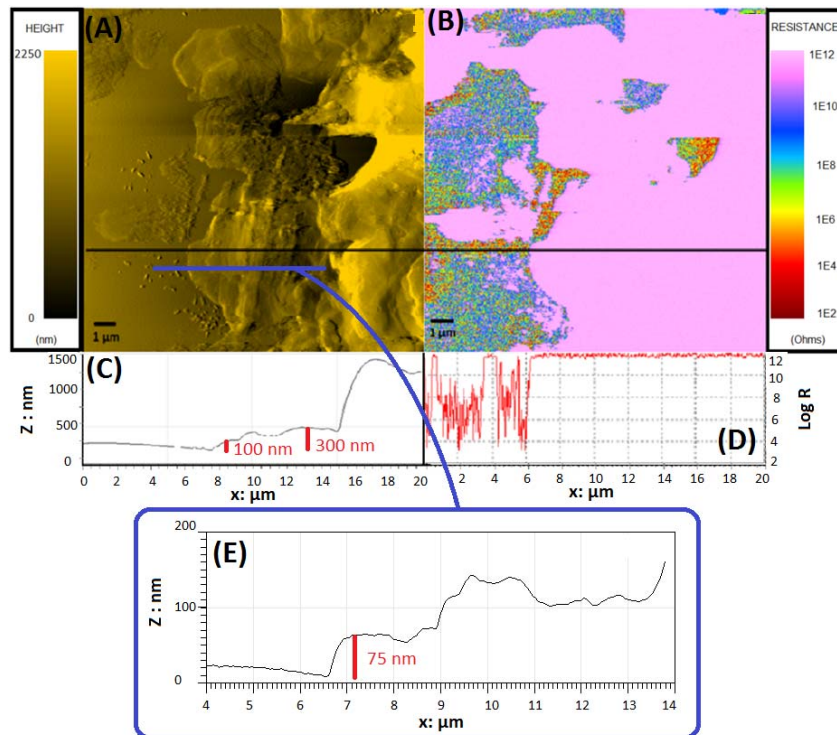 HEIGHT
2250
0
(nm)
(A)
1 µm
(B)
1 µm
RESISTANCE
1E12
1E10
1E8
1E6
1E4
1E2
(Ohms)
(C)
Z : nm
1500
1000
500
0
100 nm
300 nm
0 2 4 6 8 10 12 14 16 18 20
x: µm
(D)
12
10
8
6
4
2
Log R
2 4 6 8 10 12 14 16 18 20
x: µm
(E)
Z : nm
200
100
0
75 nm
4 5 6 7 8 9 10 11 12 13 14
x: µm